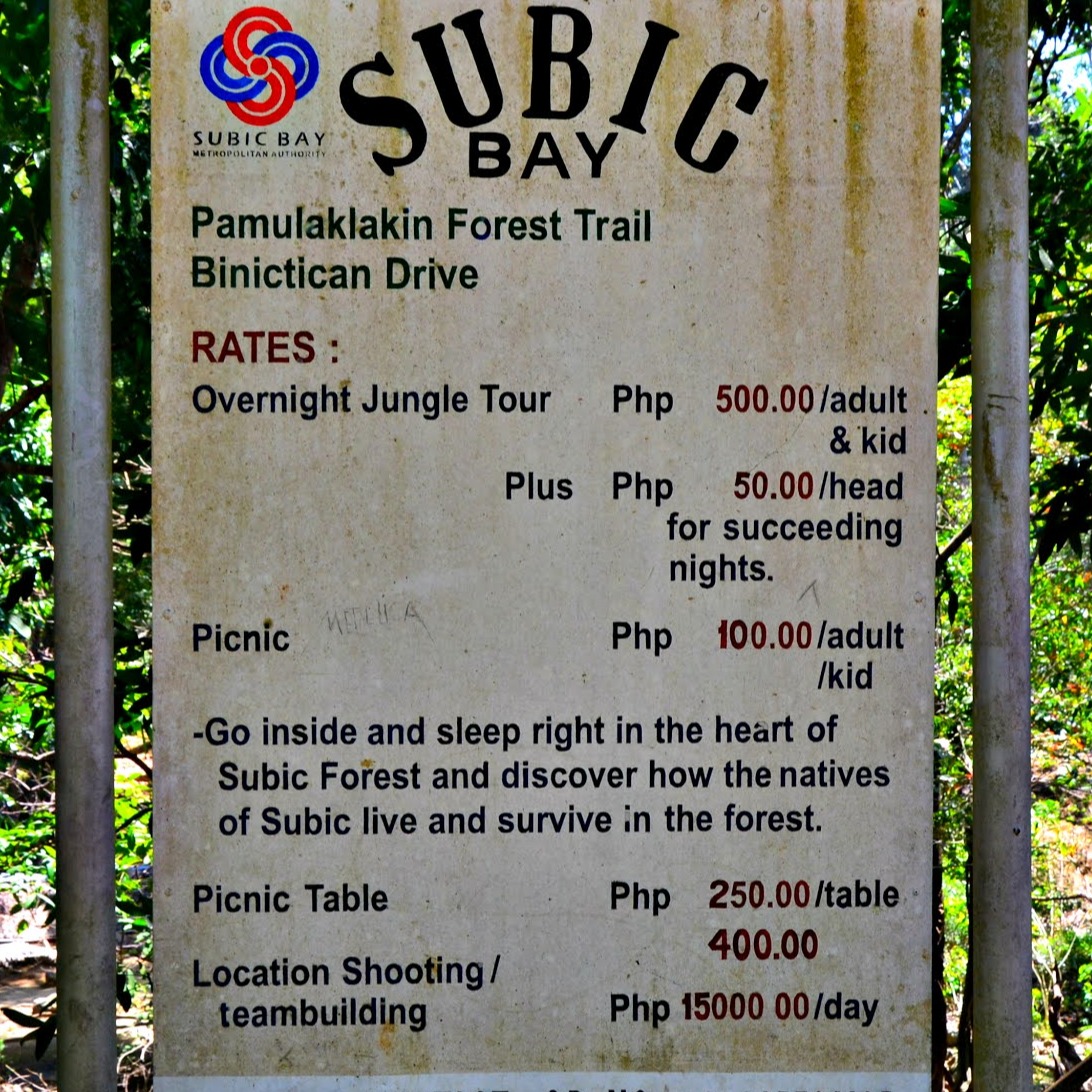 SUBIC BAY
METROPOLITAN AUTHORITY
SUBIC
BAY
Pamulaklakin Forest Trail
Binictican Drive
RATES :
Overnight Jungle Tour Php 500.00/adult
& kid
Plus Php 50.00/head
for succeeding
nights.
Picnic Php 100.00/adult
/kid
-Go inside and sleep right in the heart of
Subic Forest and discover how the natives
of Subic live and survive in the forest.
Picnic Table Php 250.00/table
400.00
Location Shooting/
teambuilding Php 15000 00/day